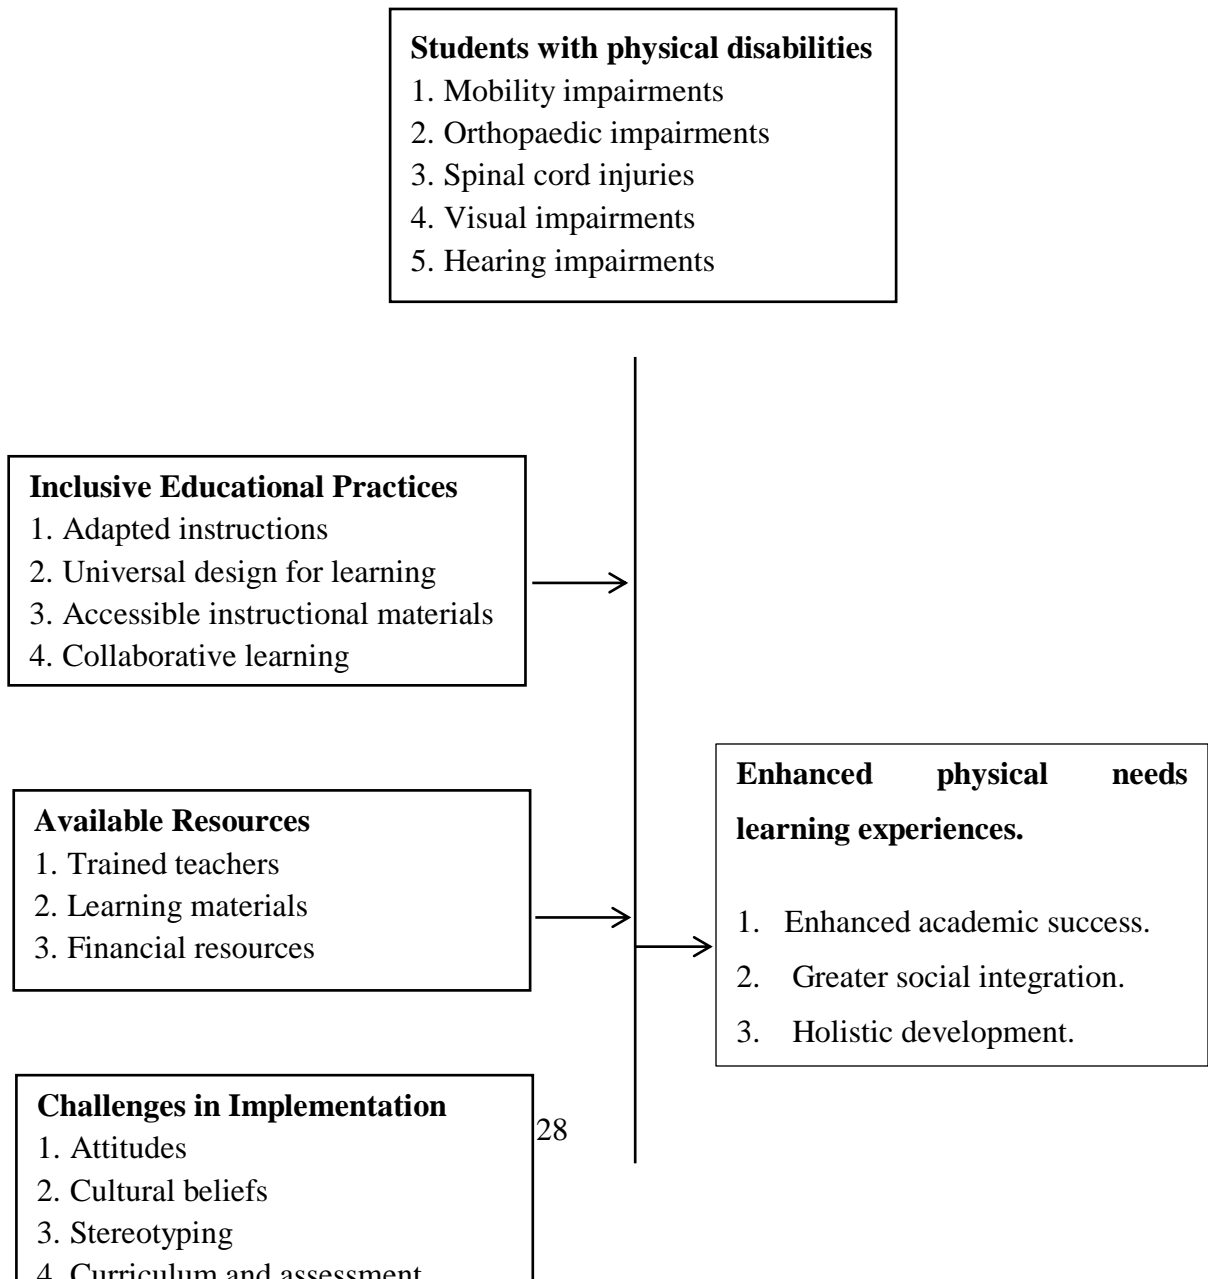 Students with physical disabilities
1. Mobility impairments
2. Orthopaedic impairments
3. Spinal cord injuries
4. Visual impairments
5. Hearing impairments
Inclusive Educational Practices
1. Adapted instructions
2. Universal design for learning
3. Accessible instructional materials
4. Collaborative learning
Available Resources
1. Trained teachers
2. Learning materials
3. Financial resources
Enhanced physical needs
learning experiences.
1. Enhanced academic success.
2. Greater social integration.
3. Holistic development.
Challenges in Implementation
1. Attitudes
2. Cultural beliefs
3. Stereotyping
4. Curriculum and assessment
28